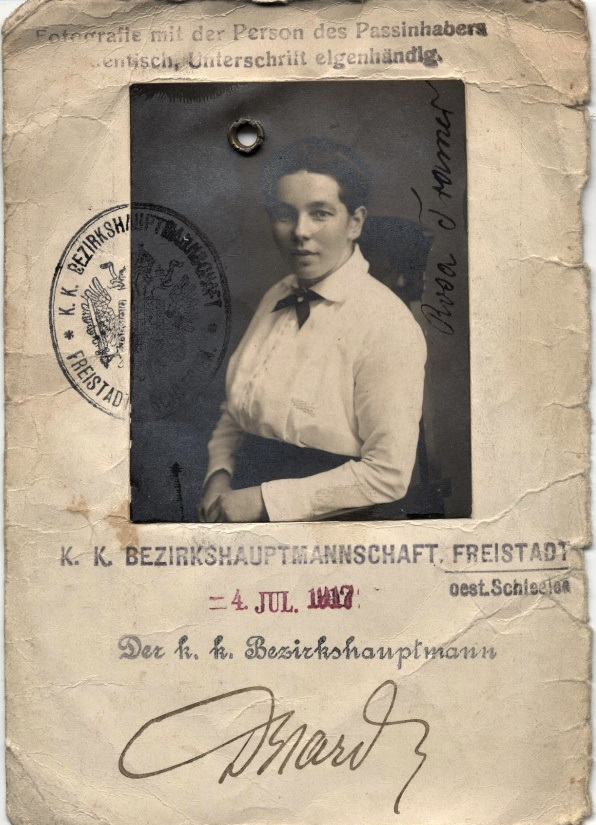 Fotografie mit der Person des Passinhabers
dentisch, Unterschrift eigenhändig.
K. K. BEZIRKSHAUPTMANNSCHAFT
FREISTADT
Rosa
K. K. BEZIRKSHAUPTMANNSCHAFT, FREISTADT
oest. Schlesien
- 4. JUL. 1917
Der k. k. Bezirkshauptmann